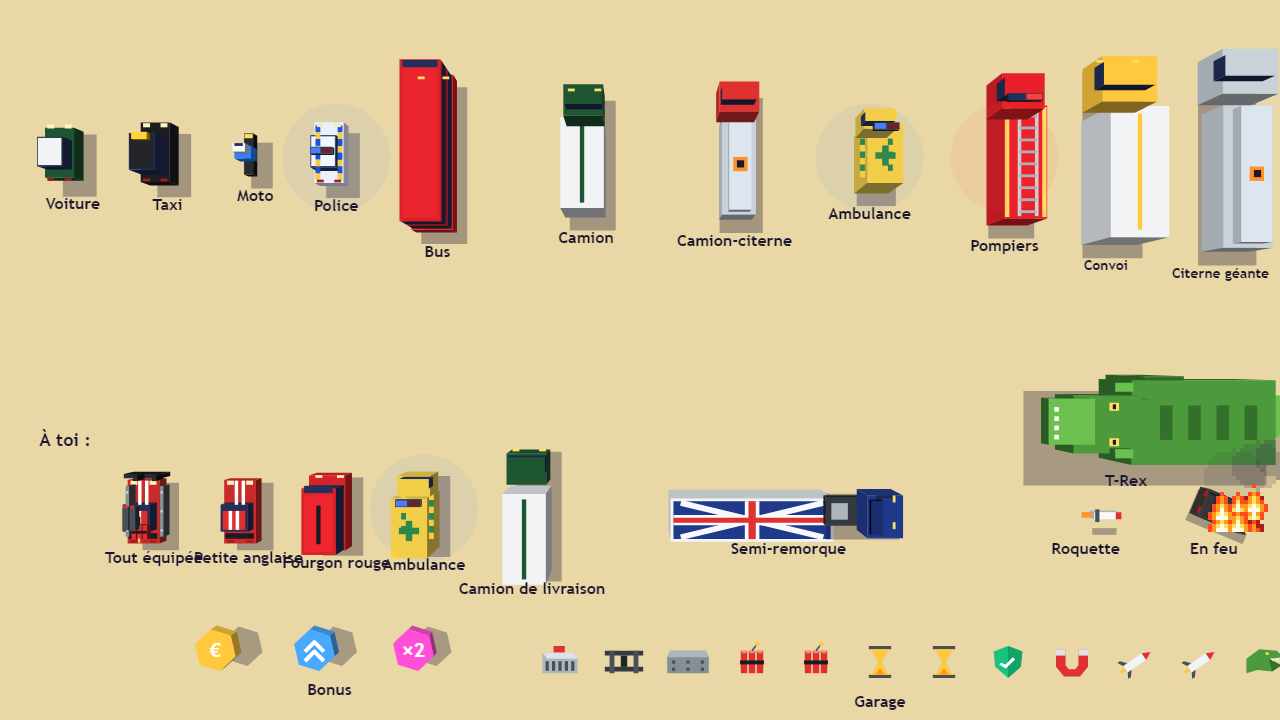 Voiture
Taxi
Moto
Police
Bus
Camion
Camion-citerne
Ambulance
Pompiers
Convoi
Citerne géante
À toi :
T-Rex
Tout équipée
Petite anglaise
Fourgon rouge
Ambulance
Camion de livraison
Semi-remorque
Roquette
En feu
€
×2
Bonus
Garage